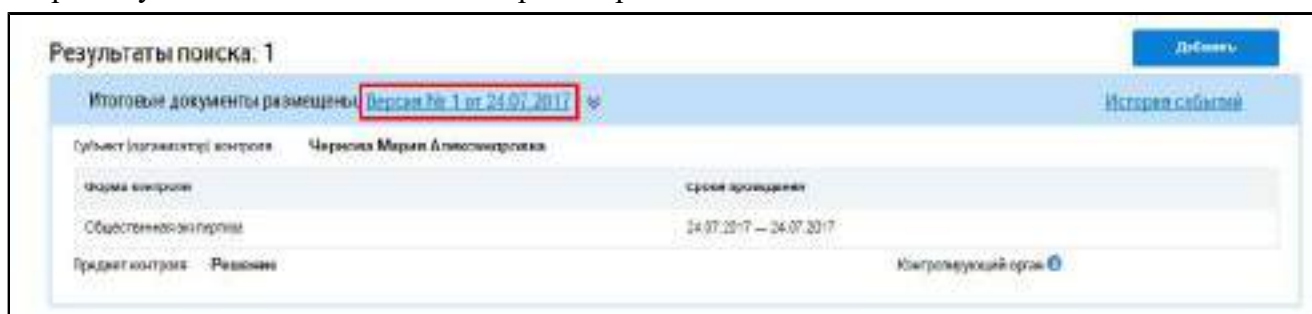 Результаты поиска: 1
Добавить
Итоговые документы размещены Версия № 1 от 24.07.2017
История событий
Субъект (организатор) контроля Чернова Мария Александровна
Форма контроля
Сроки проведения
Общественная экспертиза
24.07.2017 — 24.07.2017
Предмет контроля Решение
Контролирующий орган